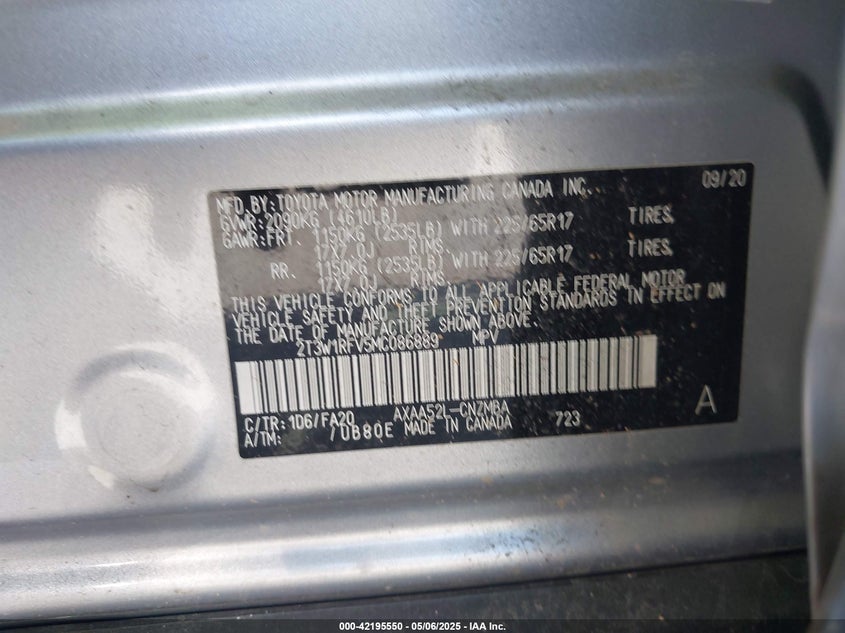 MFD.BY:TOYOTA MOTOR MANUFACTURING CANADA INC. 09/20
GVWR:2090KG (4610LB)
GAWR:FRT. 1150KG (2535LB) WITH 225/65R17 TIRES,
17X7.0J RIMS,
RR. 1150KG (2535LB) WITH 225/65R17 TIRES,
17X7.0J RIMS
THIS VEHICLE CONFORMS TO ALL APPLICABLE FEDERAL MOTOR
VEHICLE SAFETY AND THEFT PREVENTION STANDARDS IN EFFECT ON
THE DATE OF MANUFACTURE SHOWN ABOVE.
2T3W1RFV5MC086889 MPV
C/TR:1D6/FA20 AXAA52L-CNZMBA 723 A
A/TM: /UB80E MADE IN CANADA
000-42195550 - 05/06/2025 - © IAA Inc.